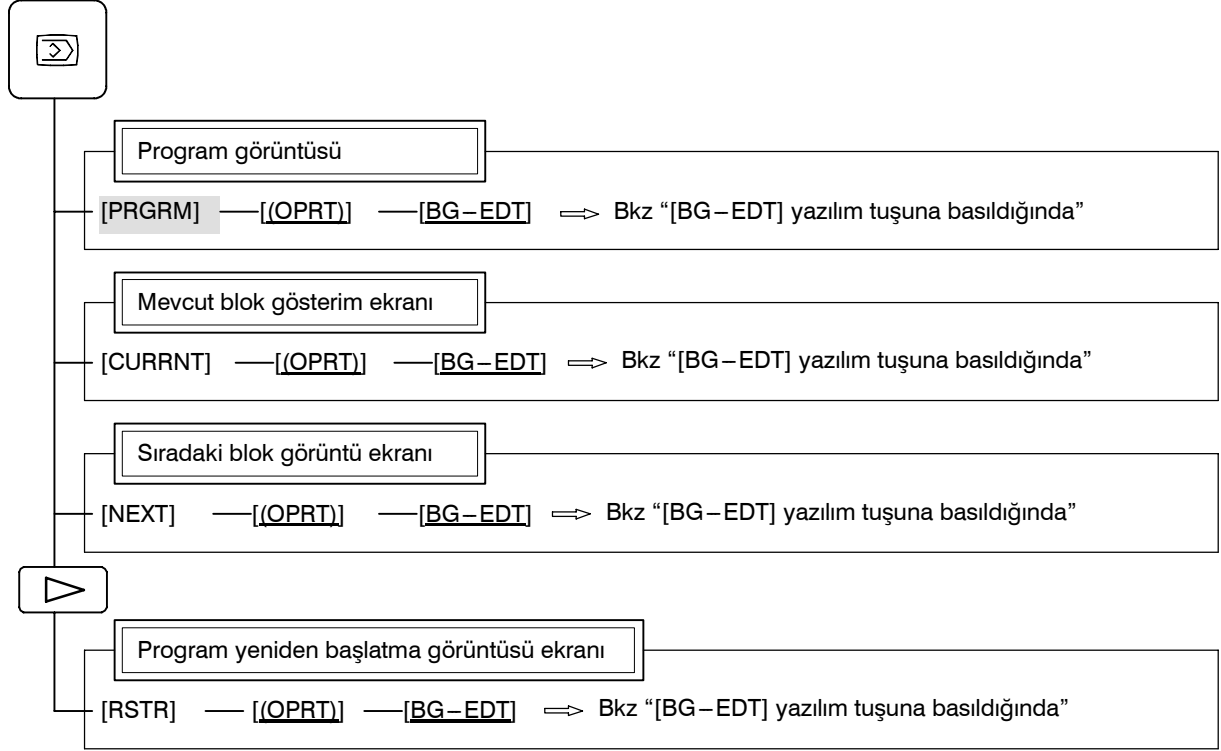 Program görüntüsü
[PRGRM] [(OPRT)] [BG−EDT] Bkz “[BG−EDT] yazılım tuşuna basıldığında”
Mevcut blok gösterim ekranı
[CURRNT] [(OPRT)] [BG−EDT] Bkz “[BG−EDT] yazılım tuşuna basıldığında”
Sıradaki blok görüntü ekranı
[NEXT] [(OPRT)] [BG−EDT] Bkz “[BG−EDT] yazılım tuşuna basıldığında”
Program yeniden başlatma görüntüsü ekranı
[RSTR] [(OPRT)] [BG−EDT] Bkz “[BG−EDT] yazılım tuşuna basıldığında”